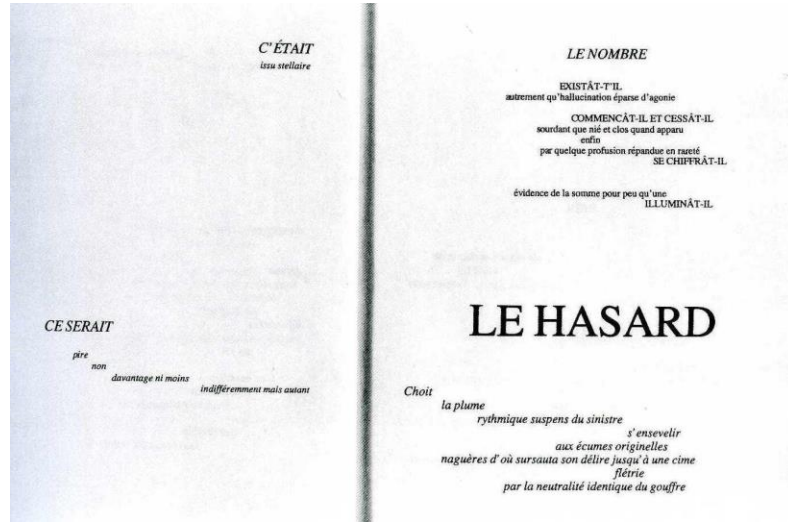 C'ÉTAIT
issu stellaire
CE SERAIT
pire
non
davantage ni moins
indifféremment mais autant
LE NOMBRE
EXISTÂT-T'IL
autrement qu'hallucination éparse d'agonie
COMMENCÂT-IL ET CESSÂT-IL
sourdant que nié et clos quand apparu
enfin
par quelque profusion répandue en rareté
SE CHIFFRÂT-IL
évidence de la somme pour peu qu'une
ILLUMINÂT-IL
LE HASARD
Choit
la plume
rythmique suspens du sinistre
s'ensevelir
aux écumes originelles
naguères d'où sursauta son délire jusqu'à une cime
flétrie
par la neutralité identique du gouffre